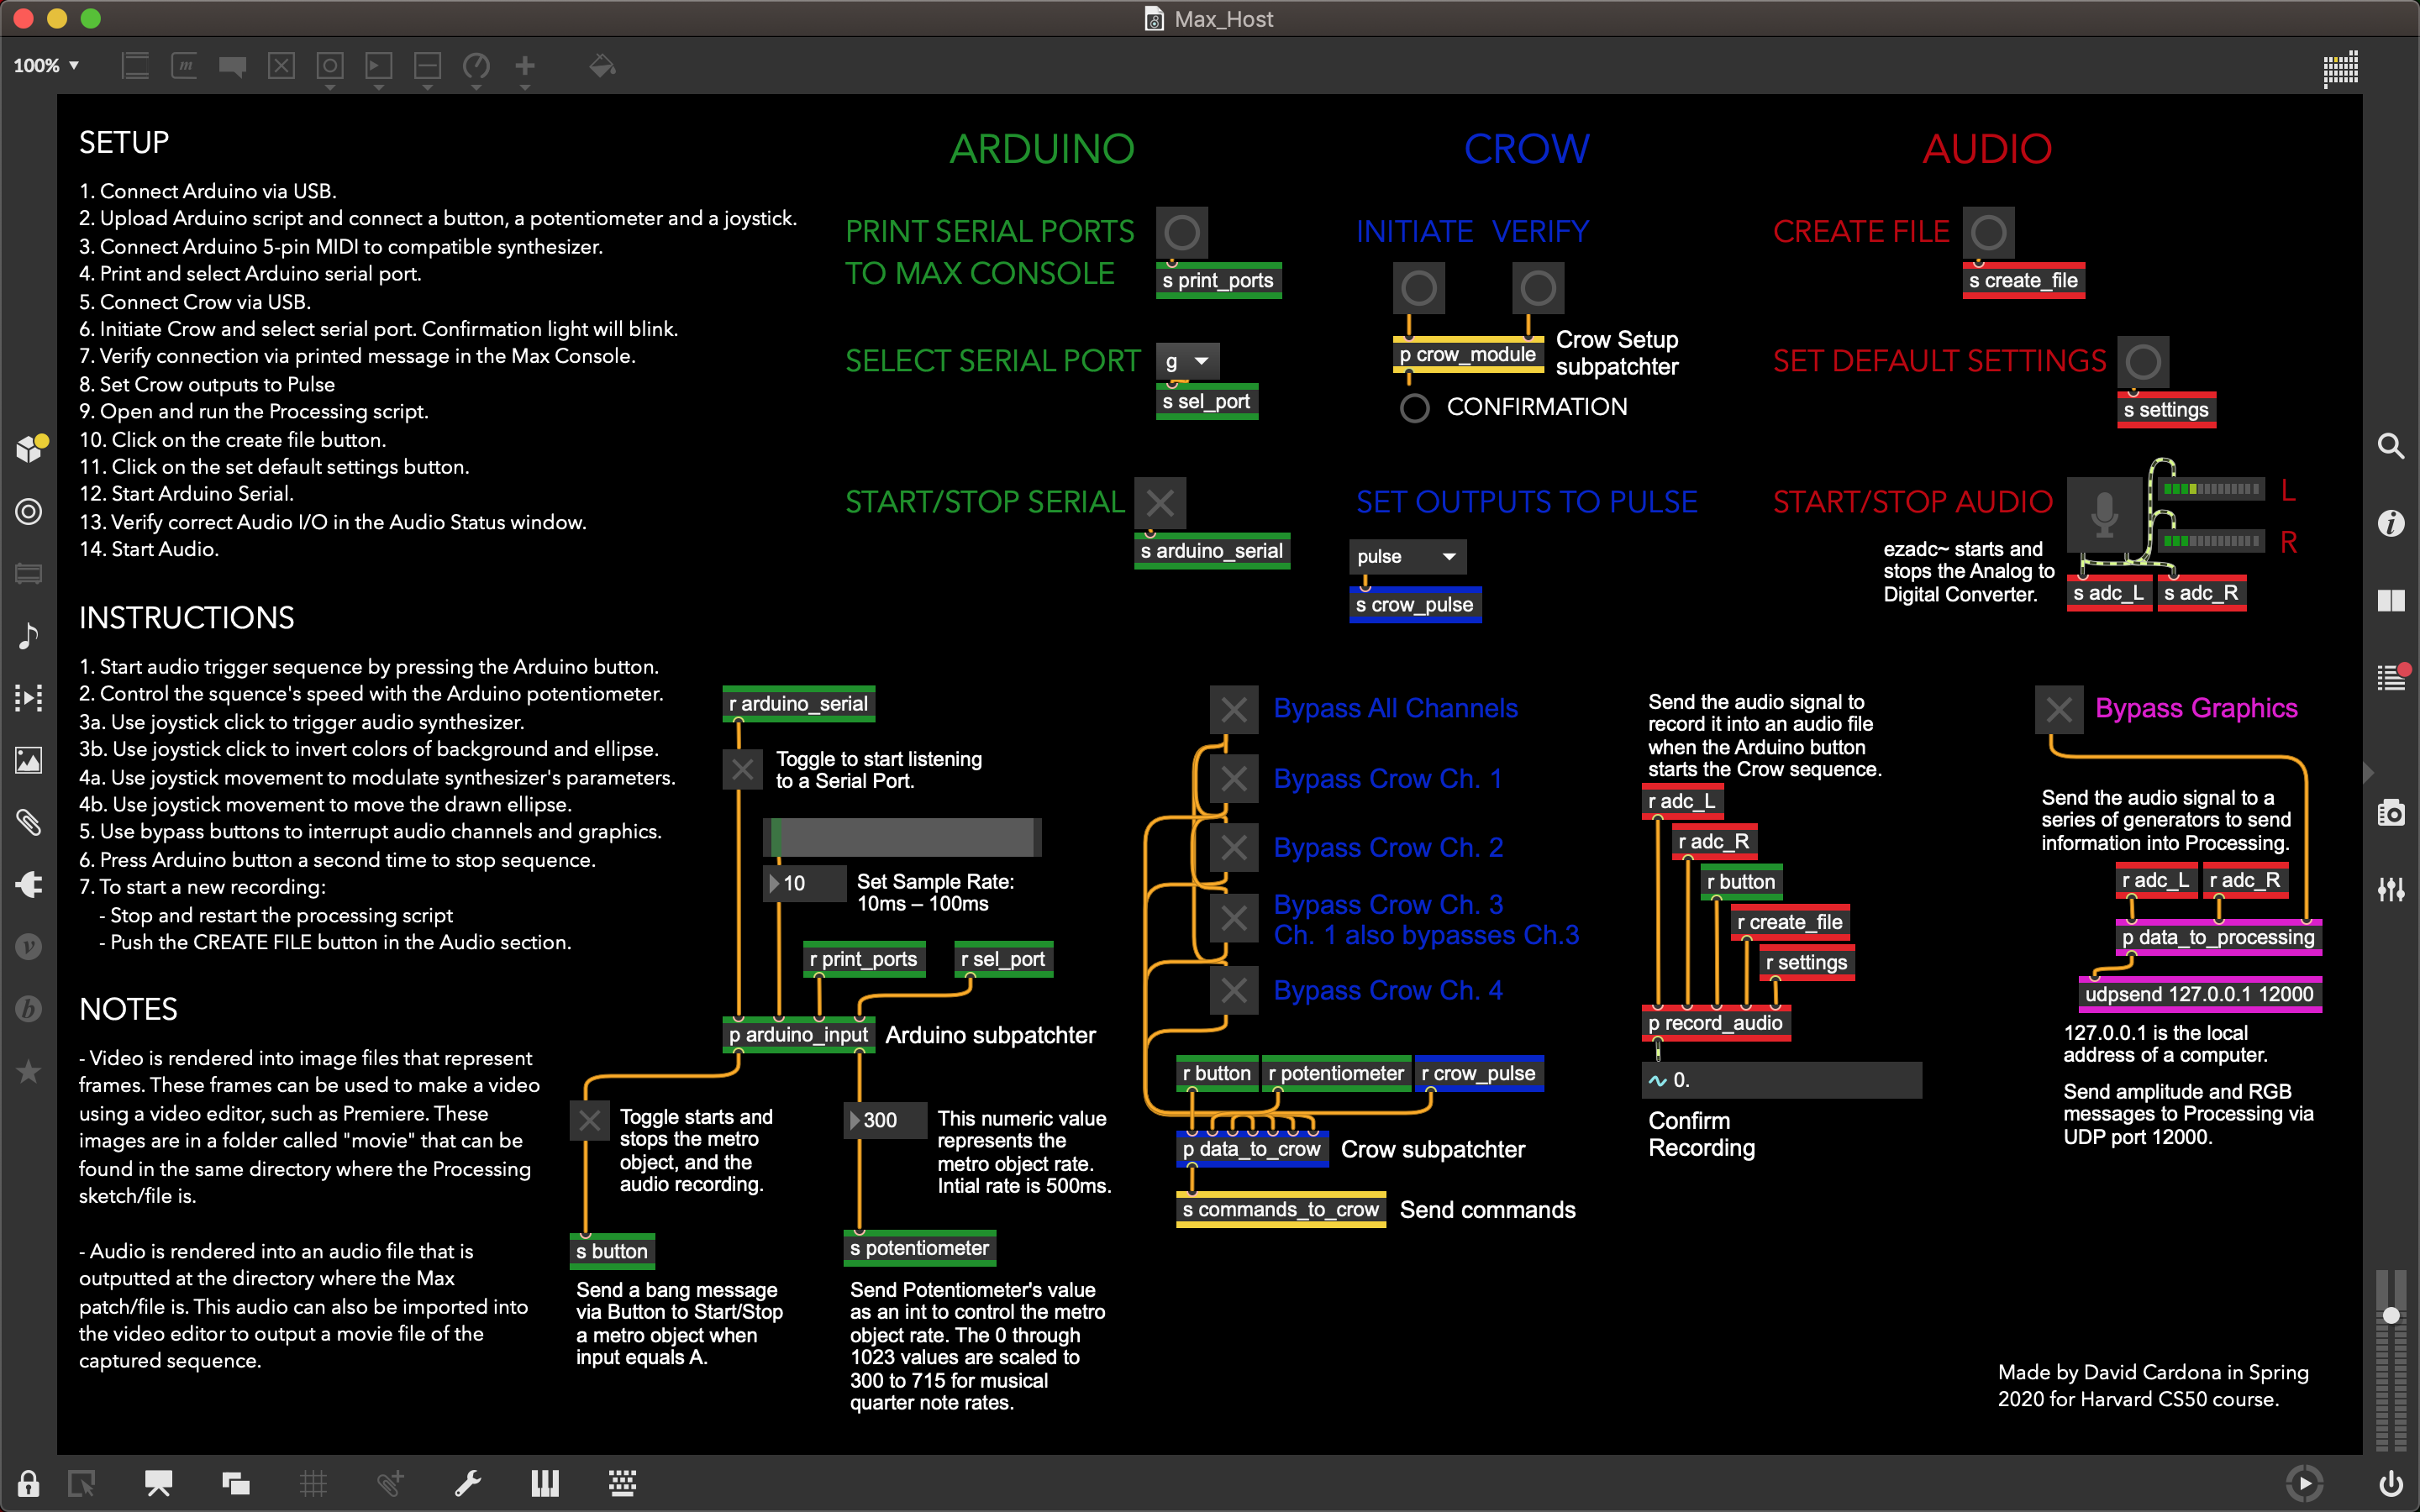 Max_Host
100%
SETUP
1. Connect Arduino via USB.
2. Upload Arduino script and connect a button, a potentiometer and a joystick.
3. Connect Arduino 5-pin MIDI to compatible synthesizer.
4. Print and select Arduino serial port.
5. Connect Crow via USB.
6. Initiate Crow and select serial port. Confirmation light will blink.
7. Verify connection via printed message in the Max Console.
8. Set Crow outputs to Pulse
9. Open and run the Processing script.
10. Click on the create file button.
11. Click on the set default settings button.
12. Start Arduino Serial.
13. Verify correct Audio I/O in the Audio Status window.
14. Start Audio.
INSTRUCTIONS
1. Start audio trigger sequence by pressing the Arduino button.
2. Control the squence's speed with the Arduino potentiometer.
3a. Use joystick click to trigger audio synthesizer.
3b. Use joystick click to invert colors of background and ellipse.
4a. Use joystick movement to modulate synthesizer's parameters.
4b. Use joystick movement to move the drawn ellipse.
5. Use bypass buttons to interrupt audio channels and graphics.
6. Press Arduino button a second time to stop sequence.
7. To start a new recording:
- Stop and restart the processing script
- Push the CREATE FILE button in the Audio section.
NOTES
- Video is rendered into image files that represent
frames. These frames can be used to make a video
using a video editor, such as Premiere. These
images are in a folder called "movie" that can be
found in the same directory where the Processing
sketch/file is.
- Audio is rendered into an audio file that is
outputted at the directory where the Max
patch/file is. This audio can also be imported into
the video editor to output a movie file of the
captured sequence.
ARDUINO
PRINT SERIAL PORTS
TO MAX CONSOLE
s print_ports
SELECT SERIAL PORT
g
s sel_port
START/STOP SERIAL
s arduino_serial
CROW
INITIATE VERIFY
p crow_module
Crow Setup
subpatcher
CONFIRMATION
SET OUTPUTS TO PULSE
pulse
s crow_pulse
AUDIO
CREATE FILE
s create_file
SET DEFAULT SETTINGS
s settings
START/STOP AUDIO
L
R
ezadc~ starts and
stops the Analog to
Digital Converter.
s adc_L
s adc_R
r arduino_serial
Toggle to start listening
to a Serial Port.
10
Set Sample Rate:
10ms – 100ms
r print_ports
r sel_port
p arduino_input
Arduino subpatchter
Toggle starts and
stops the metro
object, and the
audio recording.
s button
Send a bang message
via Button to Start/Stop
a metro object when
input equals A.
300
This numeric value
represents the
metro object rate.
Intial rate is 500ms.
s potentiometer
Send Potentiometer's value
as an int to control the metro
object rate. The 0 through
1023 values are scaled to
300 to 715 for musical
quarter note rates.
Bypass All Channels
Bypass Crow Ch. 1
Bypass Crow Ch. 2
Bypass Crow Ch. 3
Ch. 1 also bypasses Ch.3
Bypass Crow Ch. 4
r button
r potentiometer
r crow_pulse
p data_to_crow
Crow subpatchter
s commands_to_crow
Send commands
Send the audio signal to
record it into an audio file
when the Arduino button
starts the Crow sequence.
r adc_L
r adc_R
r button
r create_file
r settings
p record_audio
0.
Confirm
Recording
Bypass Graphics
Send the audio signal to a
series of generators to send
information into Processing.
r adc_L
r adc_R
p data_to_processing
udpsend 127.0.0.1 12000
127.0.0.1 is the local
address of a computer.
Send amplitude and RGB
messages to Processing via
UDP port 12000.
Made by David Cardona in Spring
2020 for Harvard CS50 course.